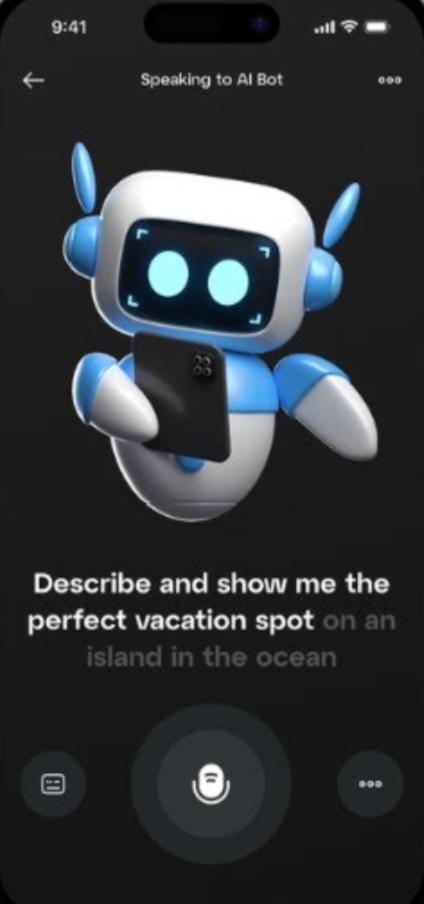 9:41
Speaking to AI Bot
Describe and show me the
perfect vacation spot on an
island in the ocean